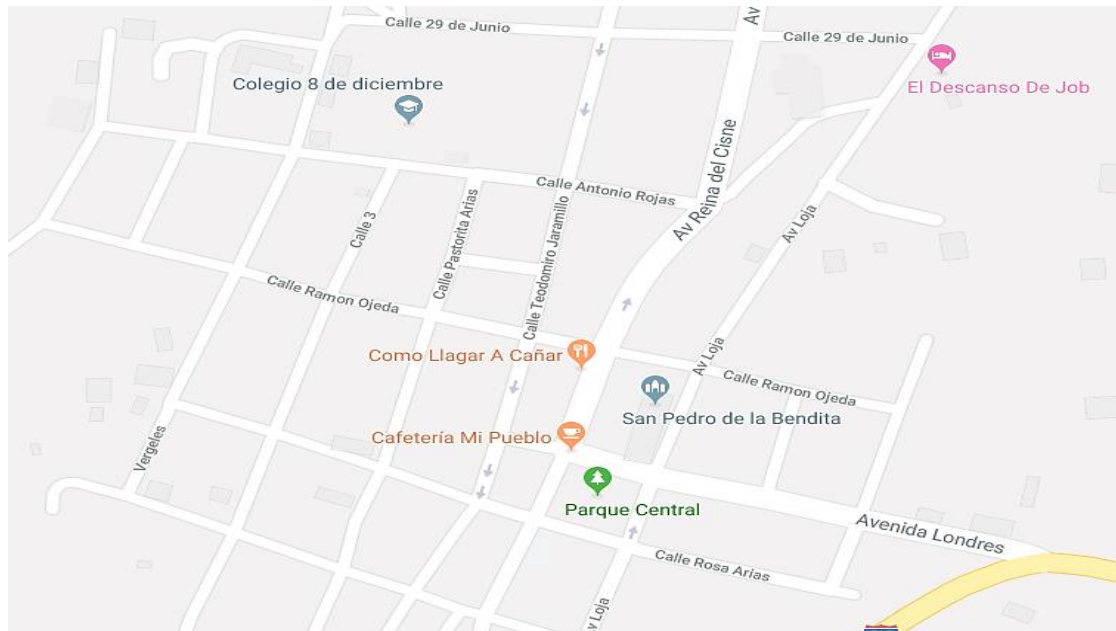 Av
Calle 29 de Junio
Calle 29 de Junio
Colegio 8 de diciembre
El Descanso De Job
Calle Antonio Rojas
Av Reina del Cisne
Av Loja
Calle 3
Calle Pastorita Arias
Calle Teodomiro Jaramillo
Calle Ramon Ojeda
Como Llagar A Cañar
Av Loja
Calle Ramon Ojeda
San Pedro de la Bendita
Cafetería Mi Pueblo
Vergeles
Parque Central
Avenida Londres
Calle Rosa Arias
Av Loja